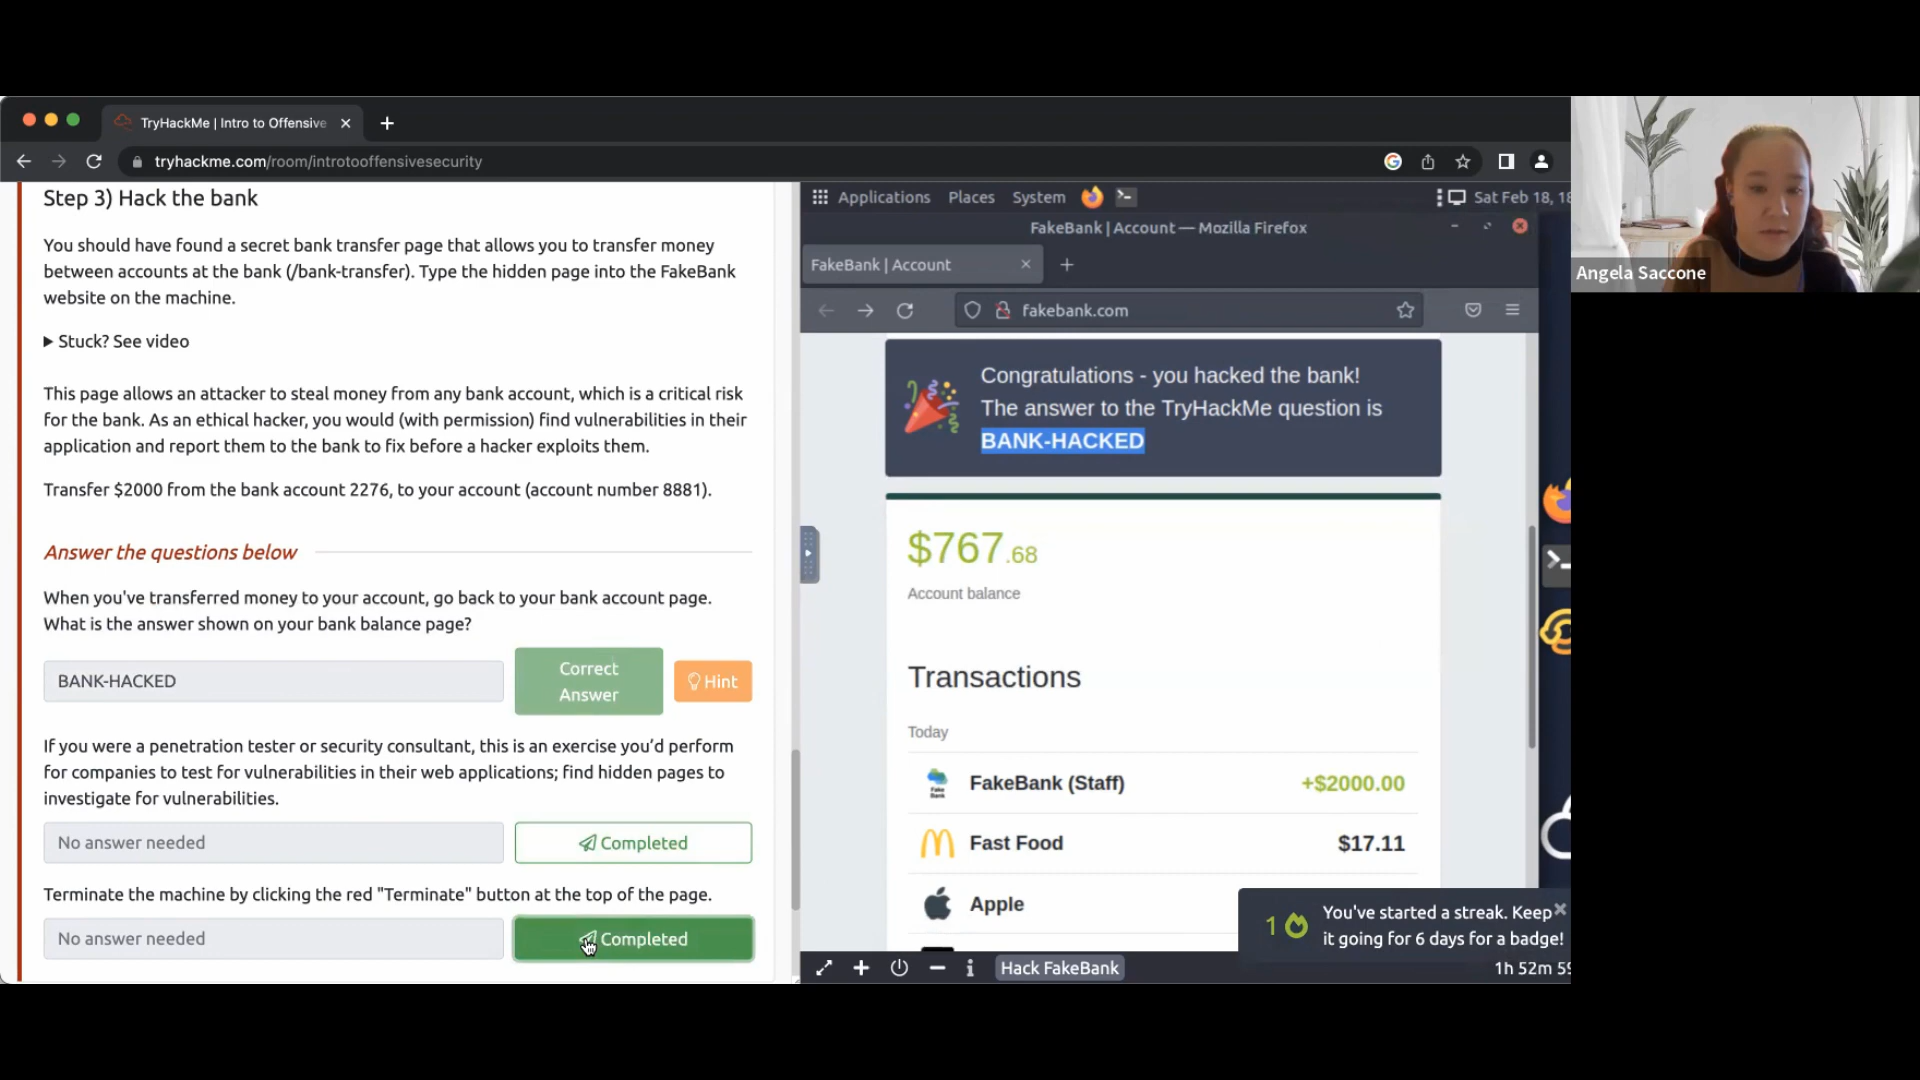 TryHackMe | Intro to Offensive
tryhackme.com/room/introtooffensivesecurity
Step 3) Hack the bank
You should have found a secret bank transfer page that allows you to transfer money
between accounts at the bank (/bank-transfer). Type the hidden page into the FakeBank
website on the machine.
Stuck? See video
This page allows an attacker to steal money from any bank account, which is a critical risk
for the bank. As an ethical hacker, you would (with permission) find vulnerabilities in their
application and report them to the bank to fix before a hacker exploits them.
Transfer $2000 from the bank account 2276, to your account (account number 8881).
Answer the questions below
When you've transferred money to your account, go back to your bank account page.
What is the answer shown on your bank balance page?
BANK-HACKED
Correct
Answer
Hint
If you were a penetration tester or security consultant, this is an exercise you'd perform
for companies to test for vulnerabilities in their web applications; find hidden pages to
investigate for vulnerabilities.
No answer needed
Completed
Terminate the machine by clicking the red "Terminate" button at the top of the page.
No answer needed
Completed
Applications Places System
Sat Feb 18, 18
FakeBank | Account — Mozilla Firefox
FakeBank | Account
fakebank.com
Congratulations - you hacked the bank!
The answer to the TryHackMe question is
BANK-HACKED
$767.68
Account balance
Transactions
Today
FakeBank (Staff) +$2000.00
Fast Food $17.11
Apple
1
You've started a streak. Keep
it going for 6 days for a badge!
Hack FakeBank
1h 52m 59
Angela Saccone